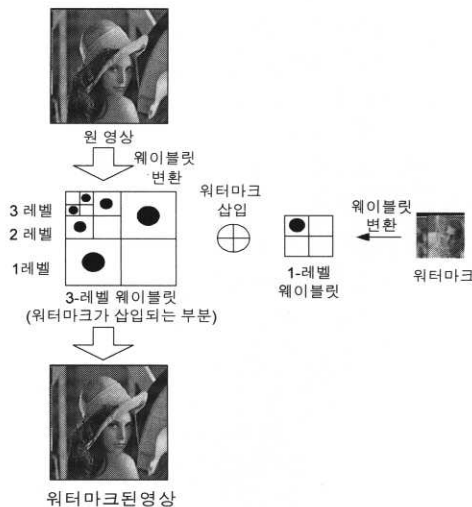 원 영상
웨이블릿
변환
3 레벨
2 레벨
1레벨
워터마크
삽입
웨이블릿
변환
1-레벨
웨이블릿
워터마크
3-레벨 웨이블릿
(워터마크가 삽입되는 부분)
워터마크된영상